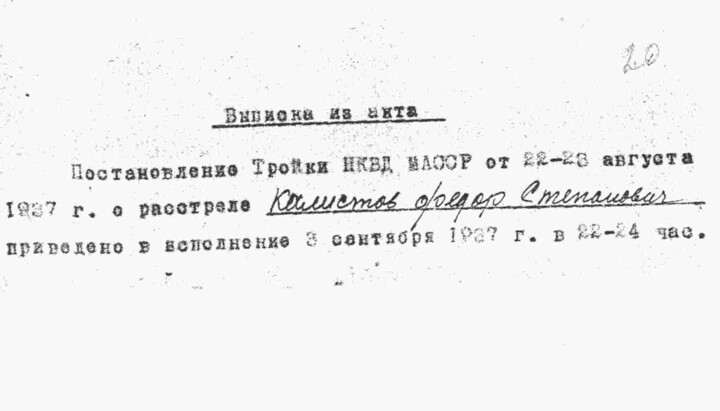 20
Выписка из акта
Постановление Тройки НКВД МАССР от 22-23 августа
1937 г. о расстреле Калистов Федор Степанович
приведено в исполнение 3 сентября 1937 г. в 22-24 час.